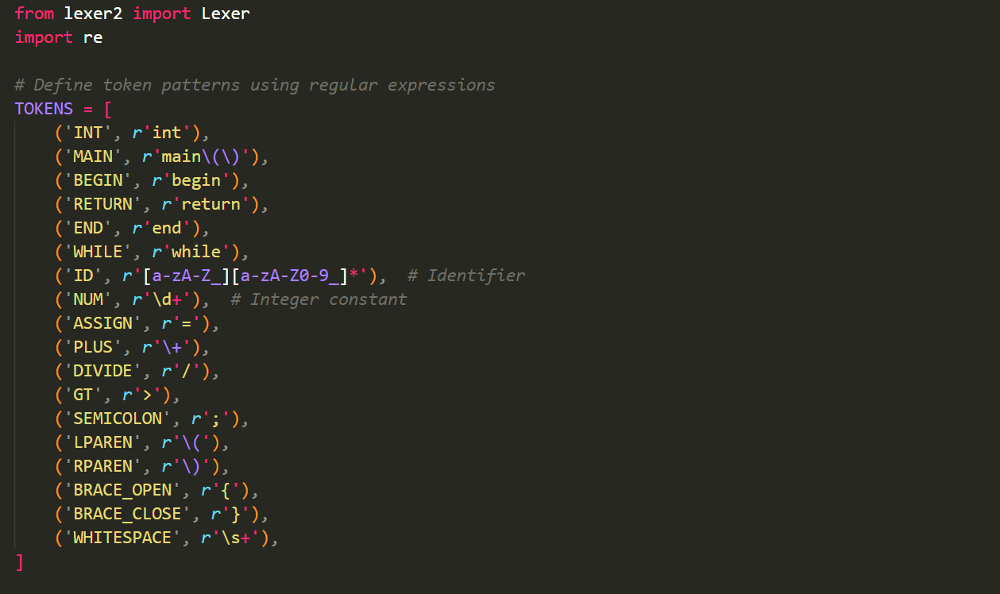 from lexer2 import Lexer
import re

# Define token patterns using regular expressions
TOKENS = [
    ('INT', r'int'),
    ('MAIN', r'main\(\)'),
    ('BEGIN', r'begin'),
    ('RETURN', r'return'),
    ('END', r'end'),
    ('WHILE', r'while'),
    ('ID', r'[a-zA-Z_][a-zA-Z0-9_]*'),  # Identifier
    ('NUM', r'\d+'),  # Integer constant
    ('ASSIGN', r'='),
    ('PLUS', r'\+'),
    ('DIVIDE', r'/'),
    ('GT', r'>'),
    ('SEMICOLON', r';'),
    ('LPAREN', r'\('),
    ('RPAREN', r'\)'),
    ('BRACE_OPEN', r'{'),
    ('BRACE_CLOSE', r'}'),
    ('WHITESPACE', r'\s+'),
]